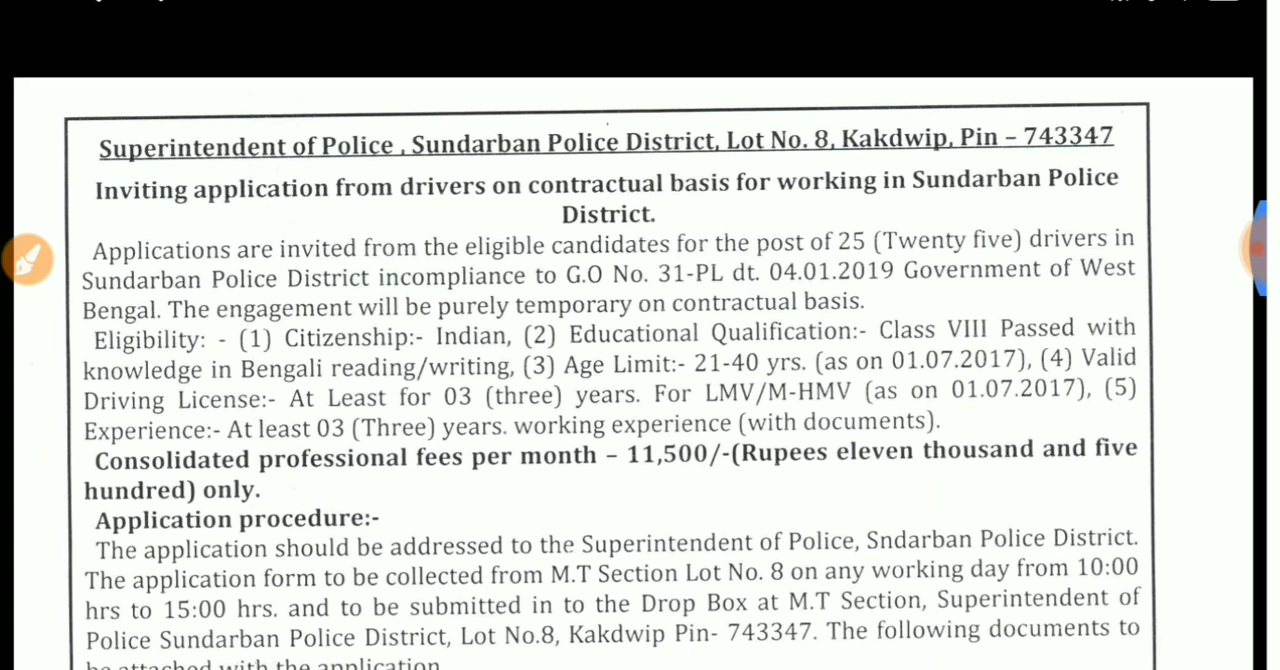 Superintendent of Police , Sundarban Police District, Lot No. 8, Kakdwip, Pin – 743347
Inviting application from drivers on contractual basis for working in Sundarban Police
District.
Applications are invited from the eligible candidates for the post of 25 (Twenty five) drivers in
Sundarban Police District incompliance to G.O No. 31-PL dt. 04.01.2019 Government of West
Bengal. The engagement will be purely temporary on contractual basis.
Eligibility: - (1) Citizenship:- Indian, (2) Educational Qualification:- Class VIII Passed with
knowledge in Bengali reading/writing, (3) Age Limit:- 21-40 yrs. (as on 01.07.2017), (4) Valid
Driving License:- At Least for 03 (three) years. For LMV/M-HMV (as on 01.07.2017), (5)
Experience:- At least 03 (Three) years. working experience (with documents).
Consolidated professional fees per month – 11,500/-(Rupees eleven thousand and five
hundred) only.
Application procedure:-
The application should be addressed to the Superintendent of Police, Sndarban Police District.
The application form to be collected from M.T Section Lot No. 8 on any working day from 10:00
hrs to 15:00 hrs. and to be submitted in to the Drop Box at M.T Section, Superintendent of
Police Sundarban Police District, Lot No.8, Kakdwip Pin- 743347. The following documents to
be attached with the application